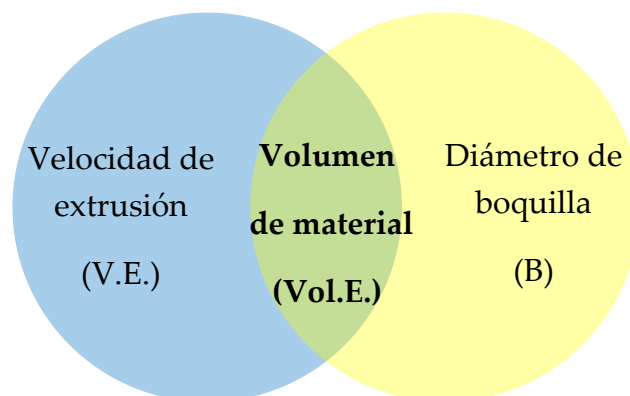 Velocidad de
extrusión
(V.E.)
Volumen
de material
(Vol.E.)
Diámetro de
boquilla
(B)